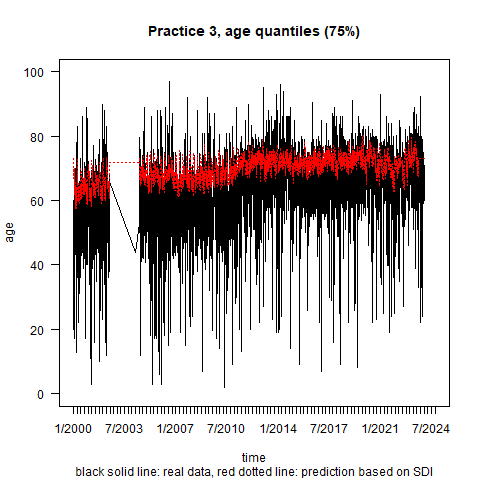 Practice 3, age quantiles (75%)
100
80
60
40
20
0
age
1/2000 7/2003 1/2007 7/2010 1/2014 7/2017 1/2021 7/2024
time
black solid line: real data, red dotted line: prediction based on SDI